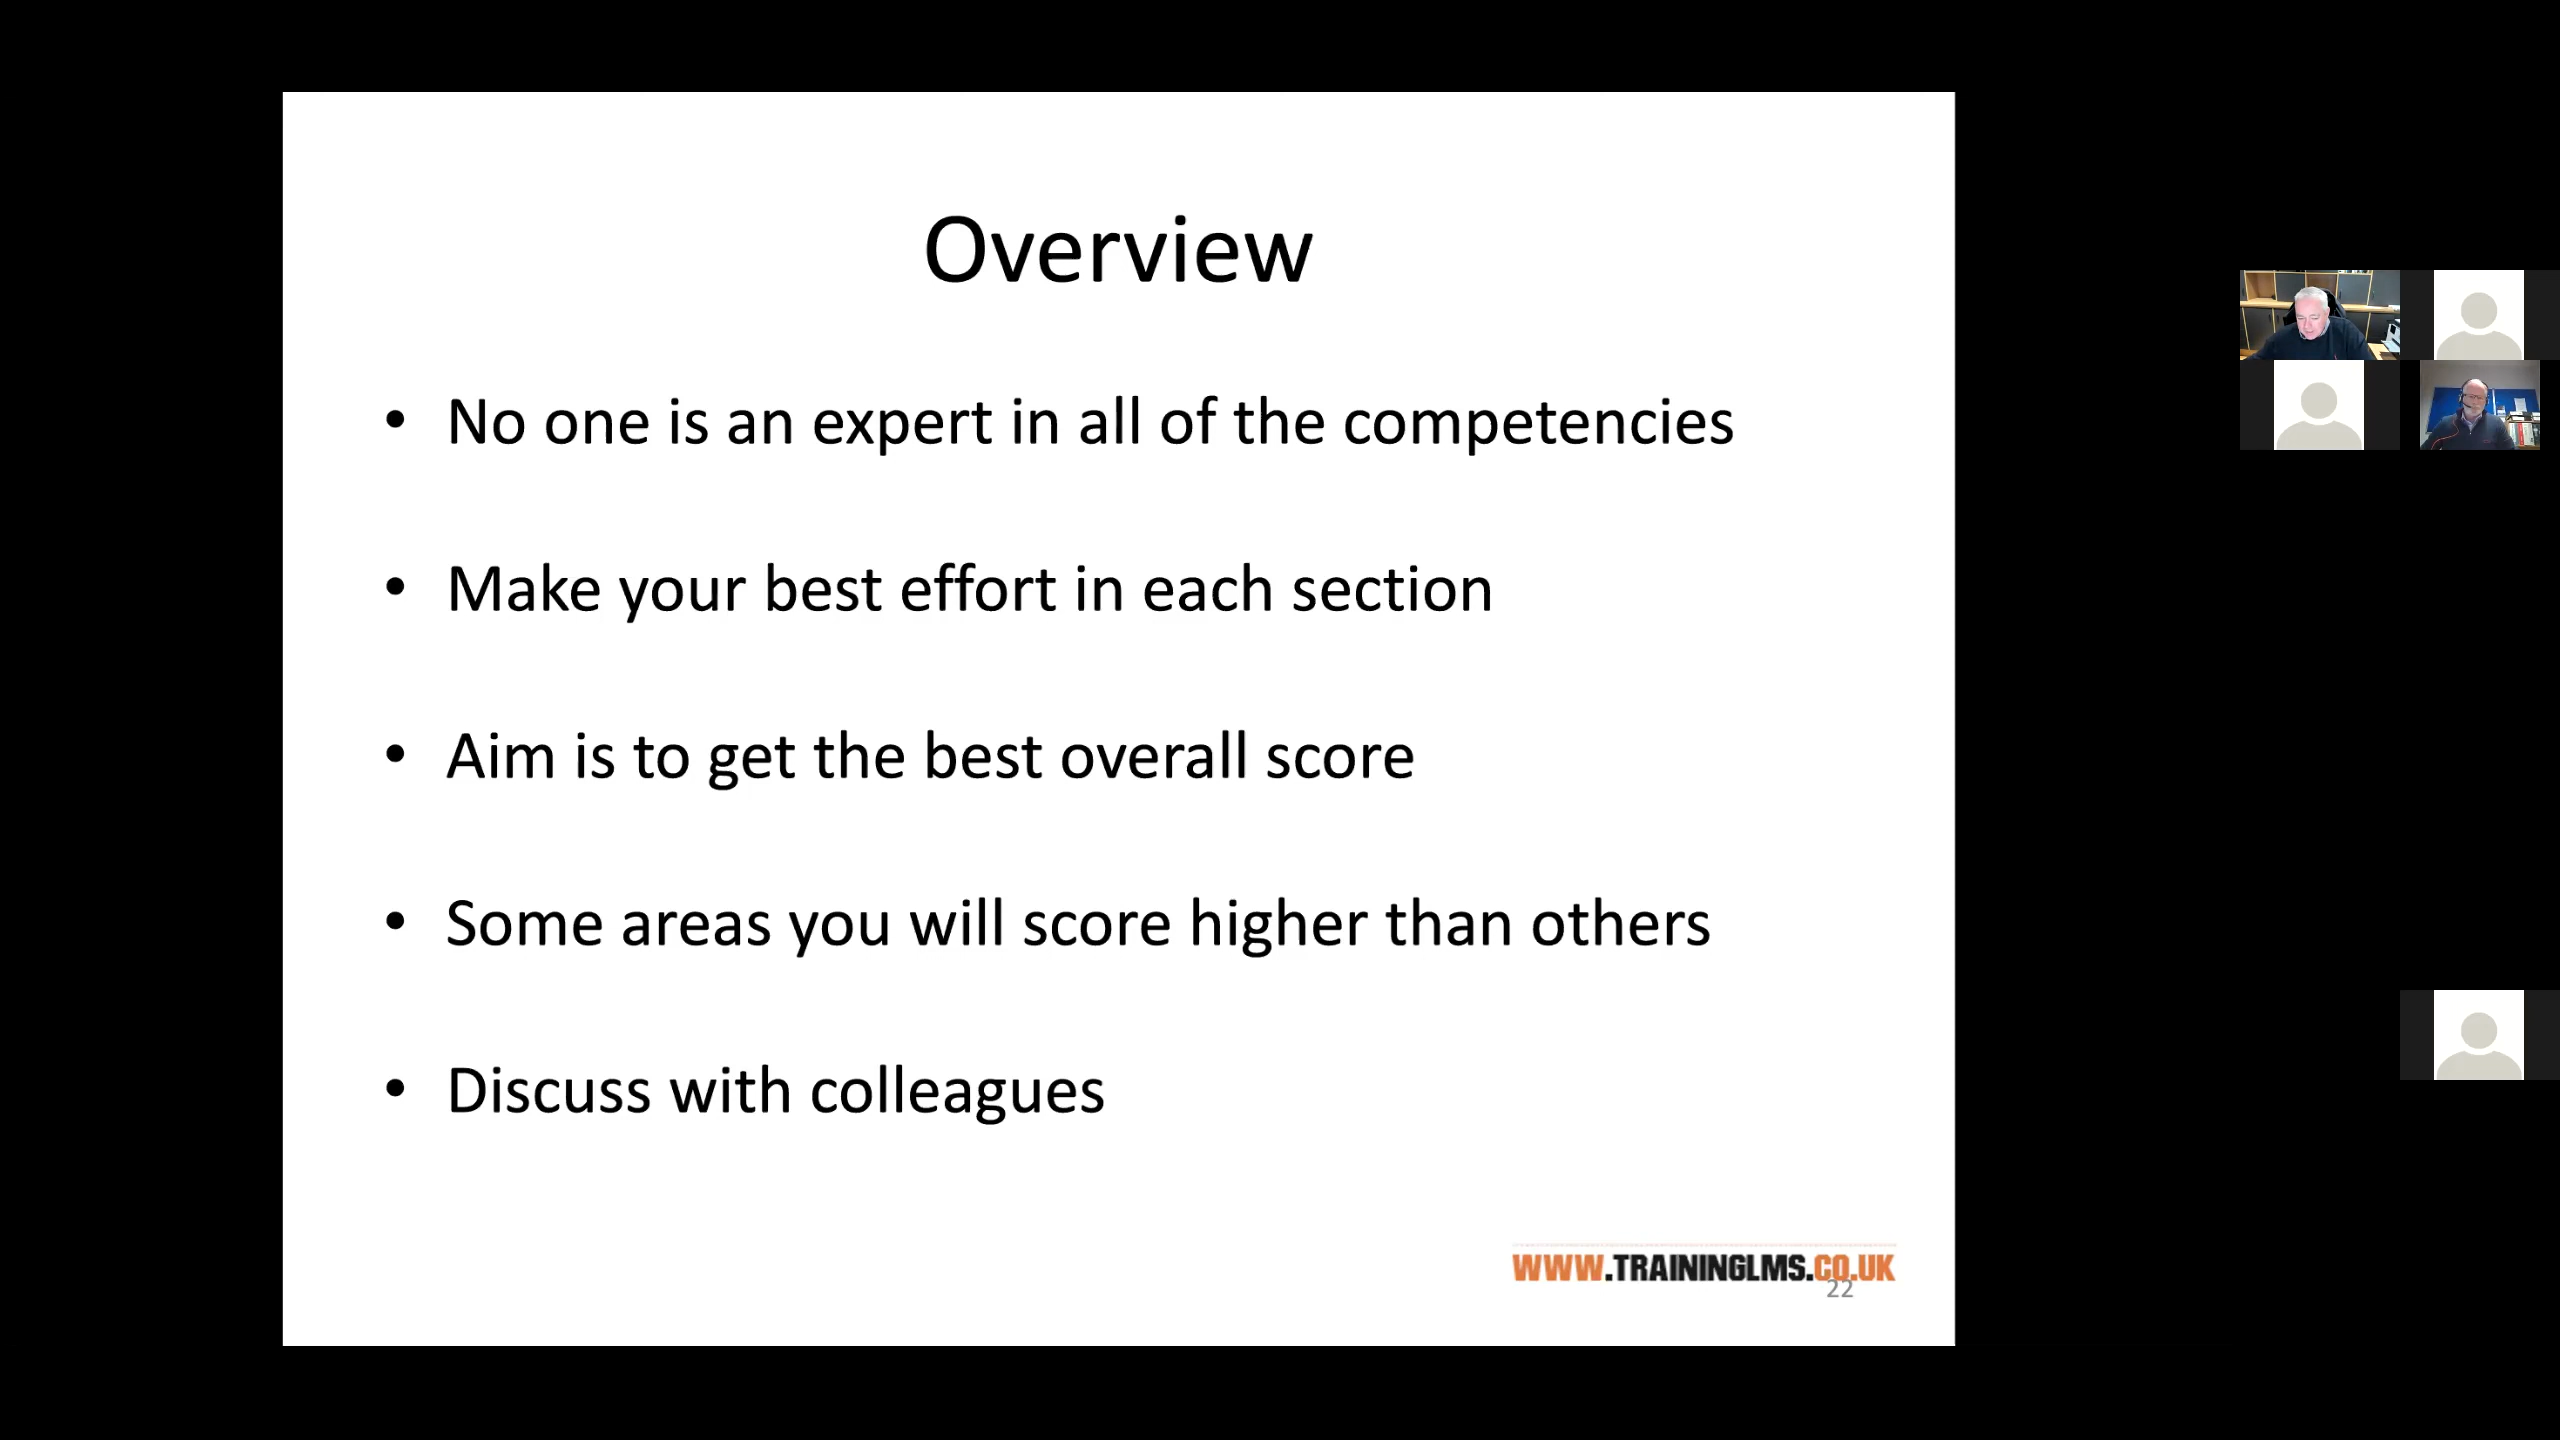 Overview
• No one is an expert in all of the competencies
• Make your best effort in each section
• Aim is to get the best overall score
• Some areas you will score higher than others
• Discuss with colleagues
WWW.TRAININGLMS.CO.UK
22